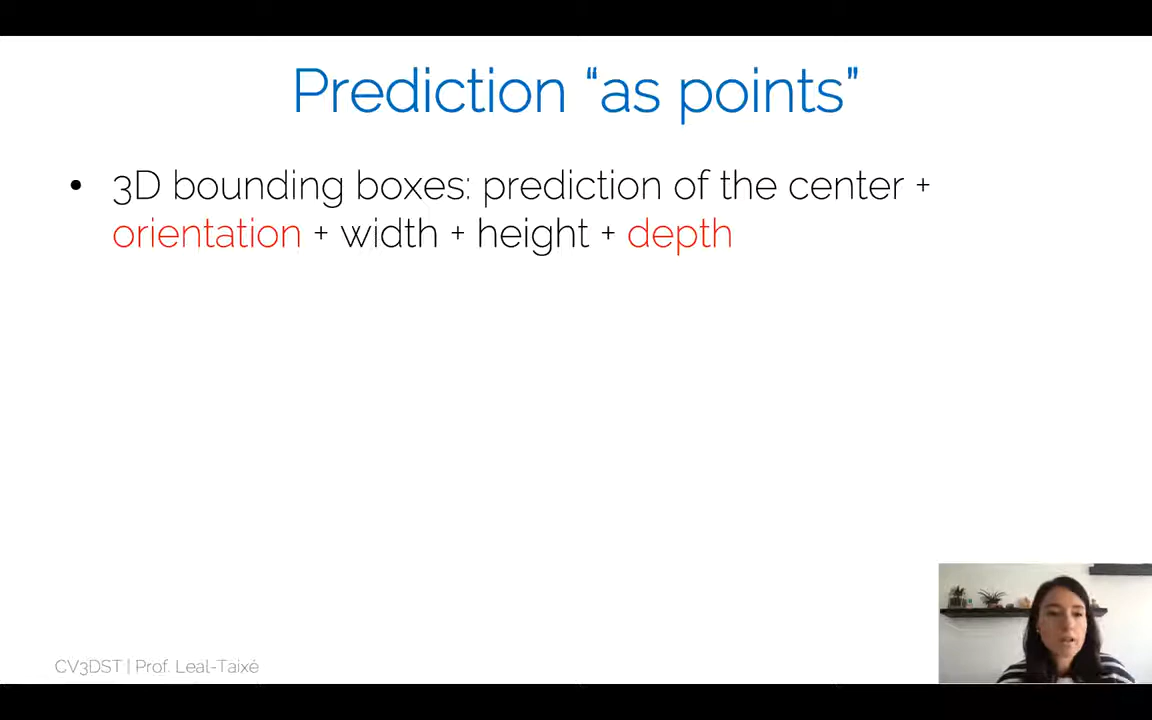 Prediction “as points”
• 3D bounding boxes: prediction of the center +
orientation + width + height + depth
CV3DST | Prof. Leal-Taixé